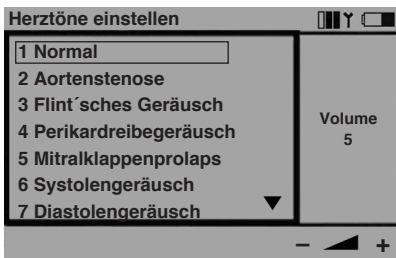 Herztöne einstellen
1 Normal
2 Aortenstenose
3 Flint´sches Geräusch
4 Perikardreibegeräusch
5 Mitralklappenprolaps
6 Systolengeräusch
7 Diastolengeräusch
Volume
5
– +